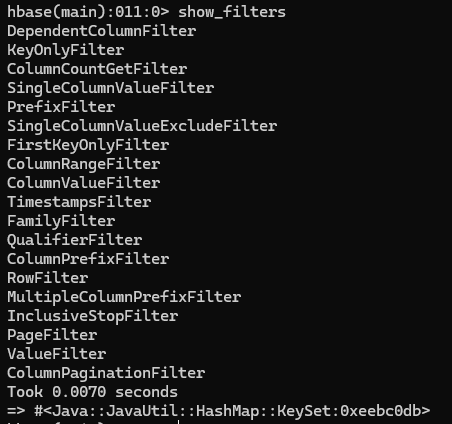 hbase(main):011:0> show_filters
DependentColumnFilter
KeyOnlyFilter
ColumnCountGetFilter
SingleColumnValueFilter
PrefixFilter
SingleColumnValueExcludeFilter
FirstKeyOnlyFilter
ColumnRangeFilter
ColumnValueFilter
TimestampsFilter
FamilyFilter
QualifierFilter
ColumnPrefixFilter
RowFilter
MultipleColumnPrefixFilter
InclusiveStopFilter
PageFilter
ValueFilter
ColumnPaginationFilter
Took 0.0070 seconds
=> #<Java::JavaUtil::HashMap::KeySet:0xeebc0db>